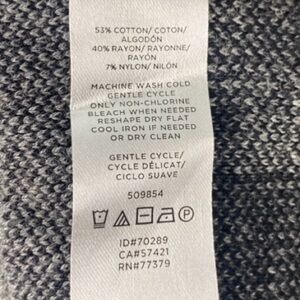 53% COTTON/ COTON/
ALGODÓN
40% RAYON/ RAYONNE/
RAYÓN
7% NYLON/ NILÓN
MACHINE WASH COLD
GENTLE CYCLE
ONLY NON-CHLORINE
BLEACH WHEN NEEDED
RESHAPE DRY FLAT
COOL IRON IF NEEDED
OR DRY CLEAN
GENTLE CYCLE/
CYCLE DÉLICAT/
CICLO SUAVE
509854
P
ID#70289
CA#57421
RN#77379